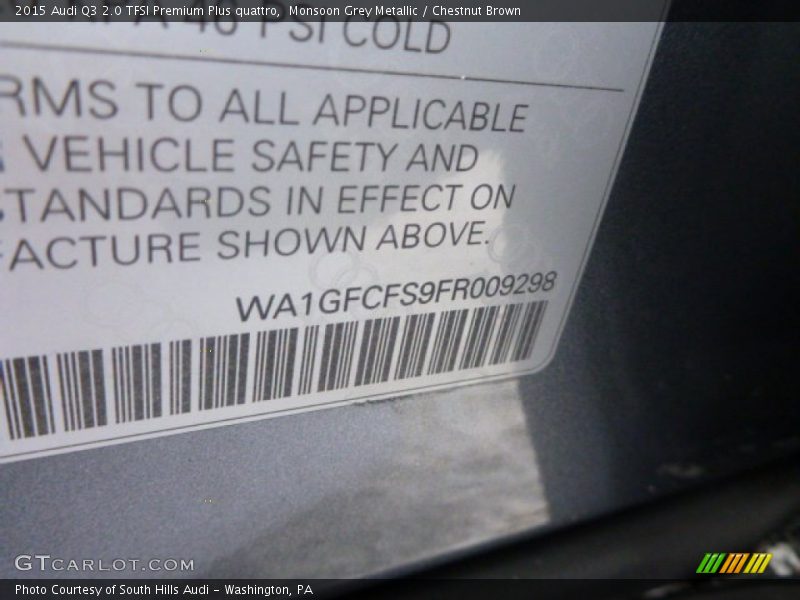 2015 Audi Q3 2.0 TFSI Premium Plus quattro, Monsoon Grey Metallic / Chestnut Brown
PSI COLD
RMS TO ALL APPLICABLE
VEHICLE SAFETY AND
TANDARDS IN EFFECT ON
FACTURE SHOWN ABOVE.
WA1GFCFS9FR009298
GTCARLOT.COM
Photo Courtesy of South Hills Audi - Washington, PA